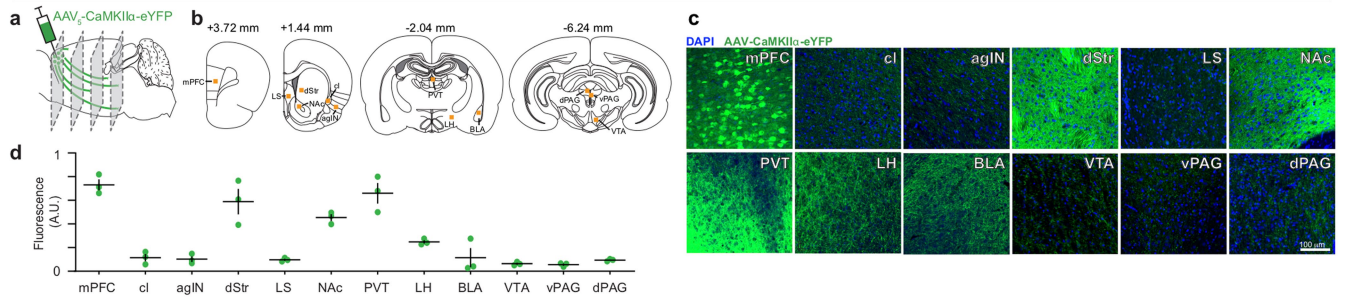 a
AAV5-CaMKIIα-eYFP
b
+3.72 mm
+1.44 mm
-2.04 mm
-6.24 mm
mPFC
LS
dStr
NAc
cl
agIN
PVT
LH
BLA
dPAG
vPAG
VTA
c
DAPI AAV-CaMKIIα-eYFP
mPFC
cl
agIN
dStr
LS
NAc
PVT
LH
BLA
VTA
vPAG
dPAG
100 µm
d
Fluorescence
(A.U.)
1
0
mPFC
cl
agIN
dStr
LS
NAc
PVT
LH
BLA
VTA
vPAG
dPAG